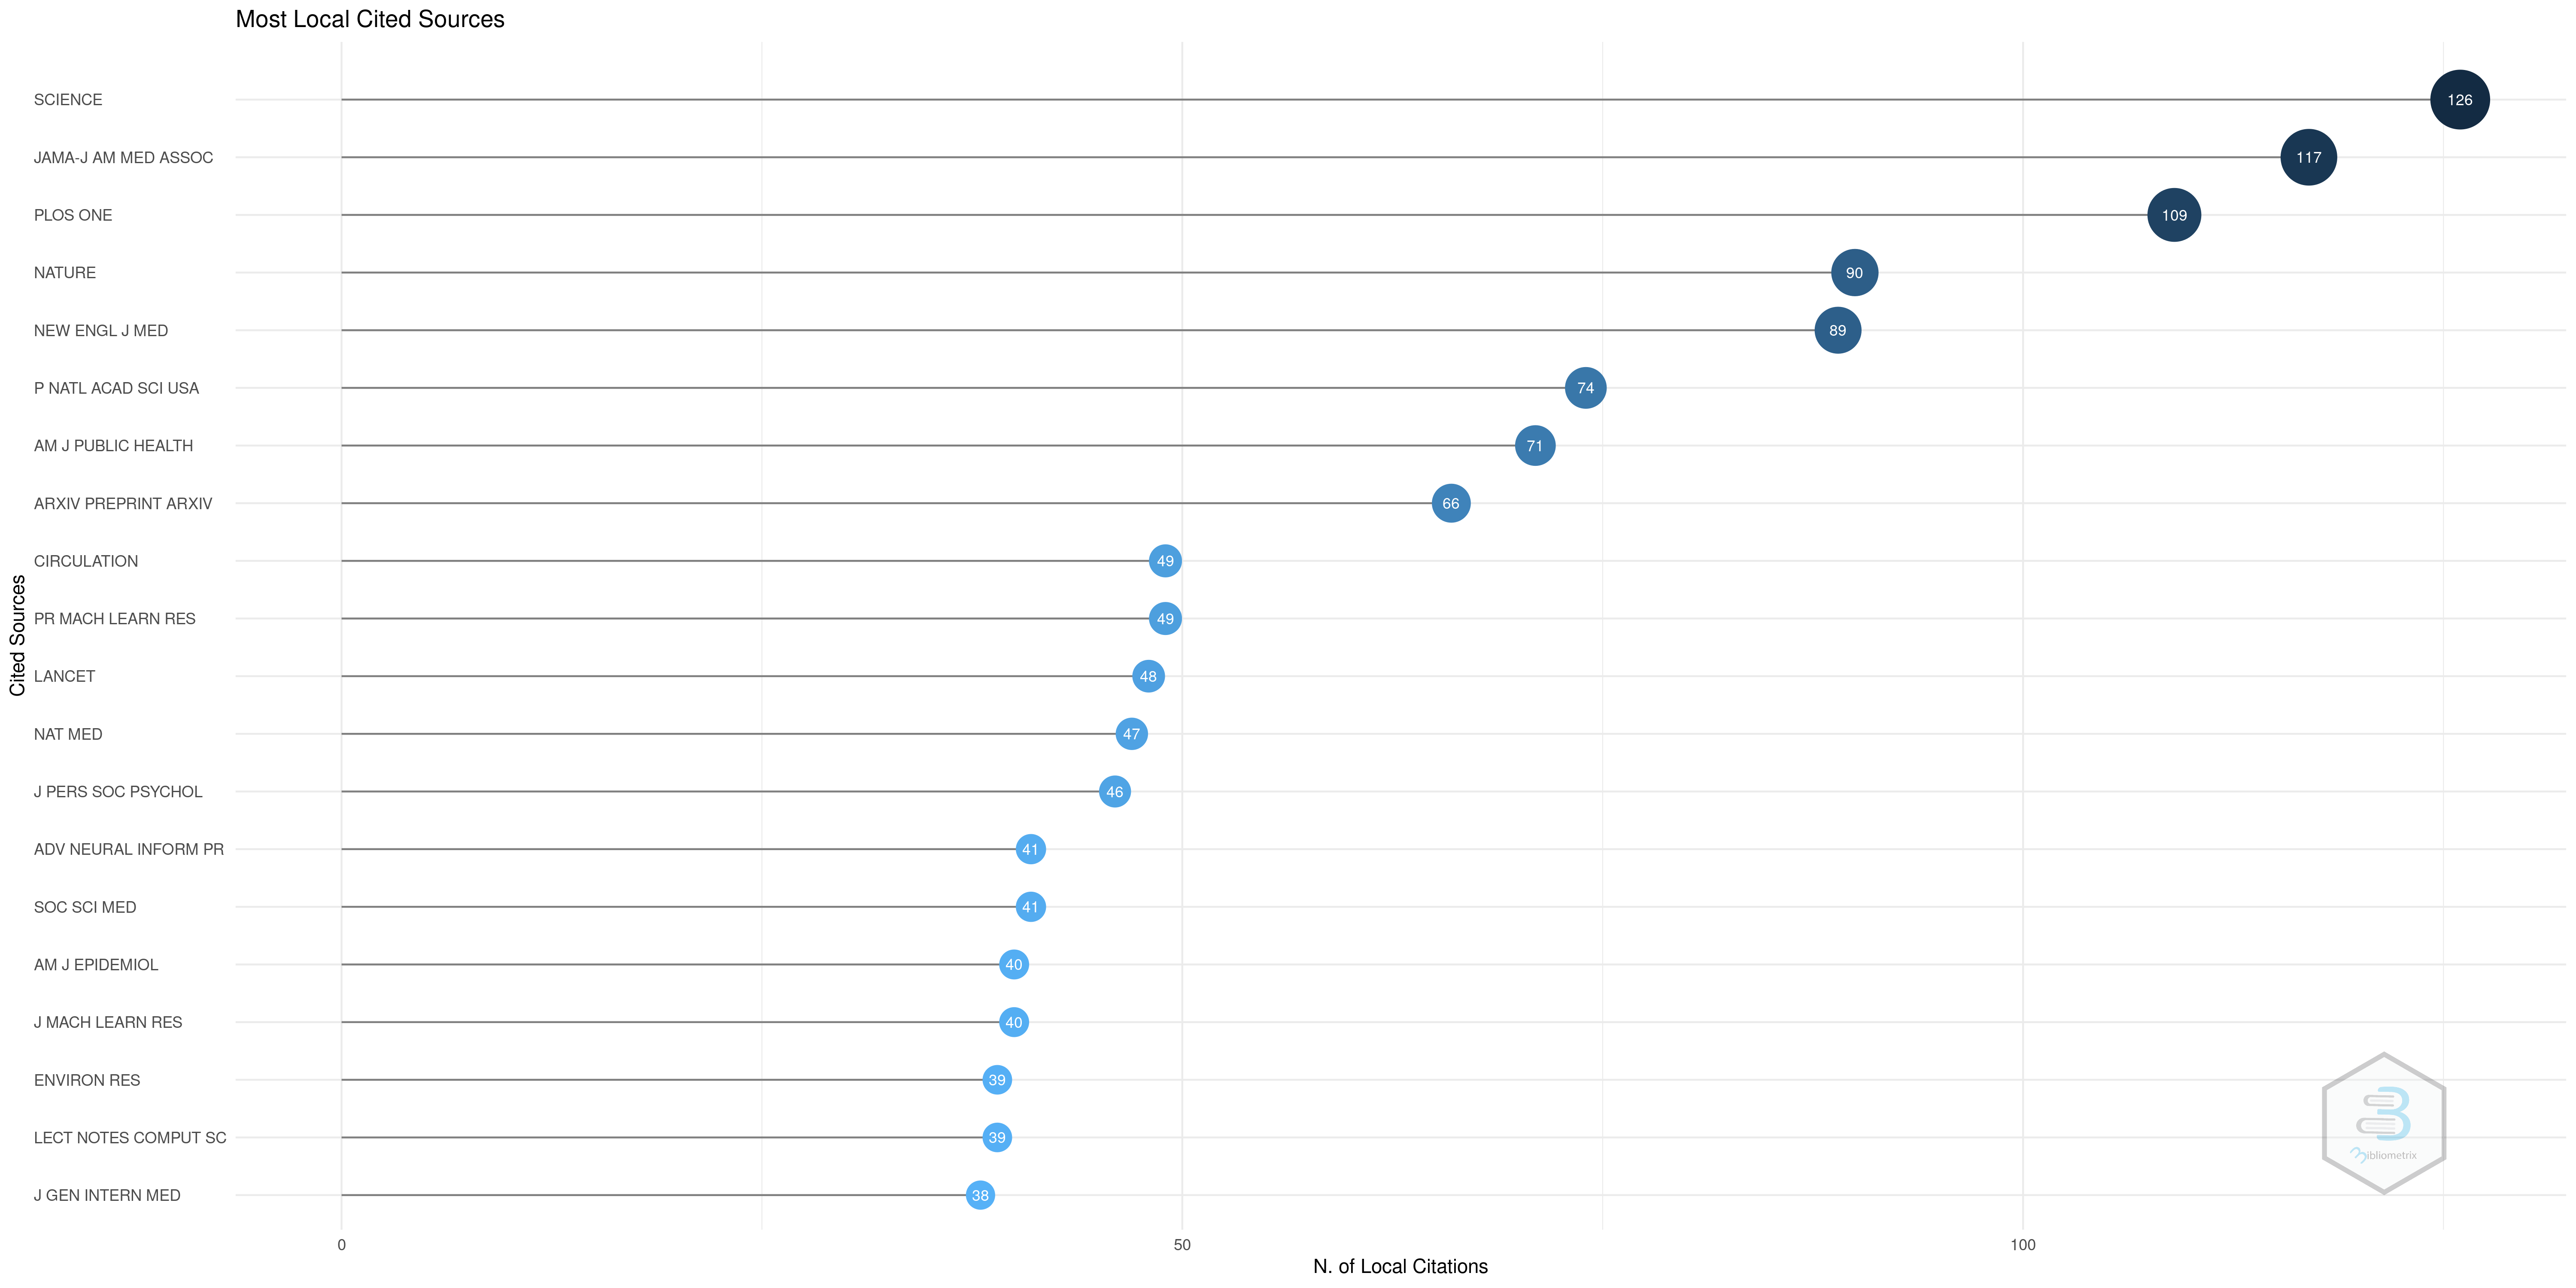 Most Local Cited Sources
SCIENCE 126
JAMA-J AM MED ASSOC 117
PLOS ONE 109
NATURE 90
NEW ENGL J MED 89
P NATL ACAD SCI USA 74
AM J PUBLIC HEALTH 71
ARXIV PREPRINT ARXIV 66
CIRCULATION 49
PR MACH LEARN RES 49
LANCET 48
NAT MED 47
J PERS SOC PSYCHOL 46
ADV NEURAL INFORM PR 41
SOC SCI MED 41
AM J EPIDEMIOL 40
J MACH LEARN RES 40
ENVIRON RES 39
LECT NOTES COMPUT SC 39
J GEN INTERN MED 38
Cited Sources
0 50 100
N. of Local Citations
Bibliometrix